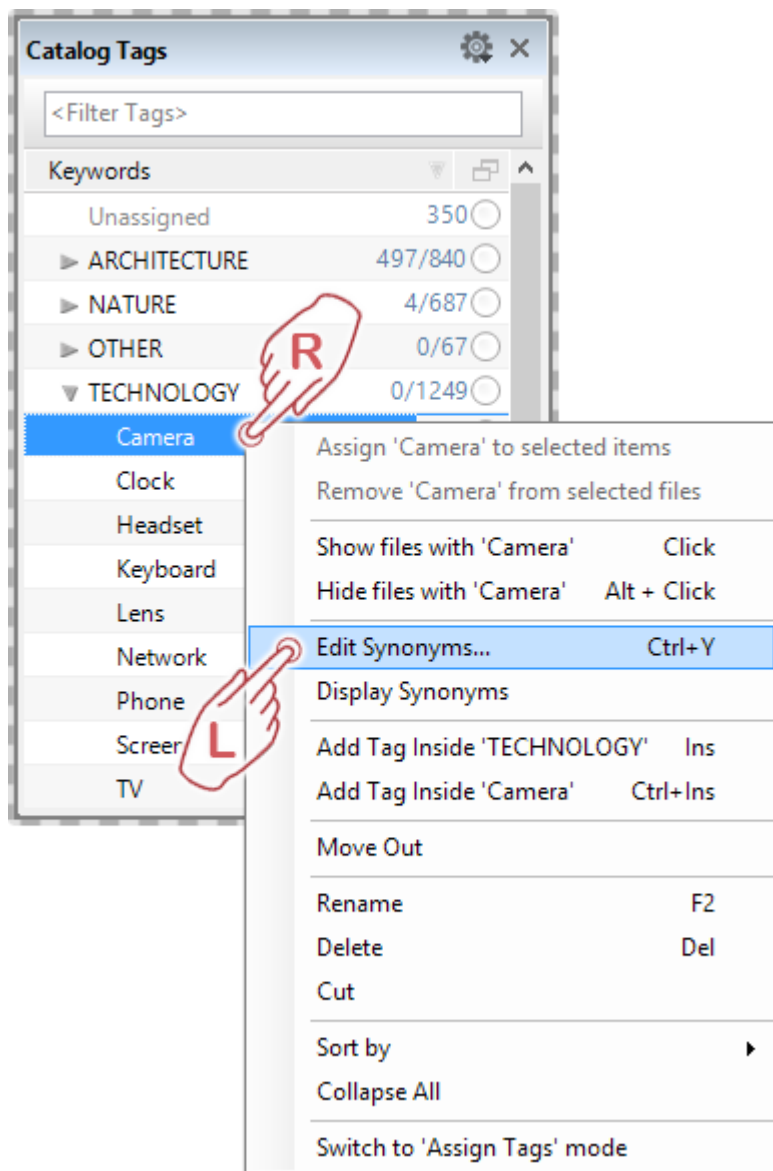 Catalog Tags
<Filter Tags>
Keywords
Unassigned 350
ARCHITECTURE 497/840
NATURE 4/687
OTHER 0/67
TECHNOLOGY 0/1249
R
Camera
Clock
Headset
Keyboard
Lens
Network
Phone
Screen
TV
Assign 'Camera' to selected items
Remove 'Camera' from selected files
Show files with 'Camera' Click
Hide files with 'Camera' Alt + Click
Edit Synonyms... Ctrl+Y
L
Display Synonyms
Add Tag Inside 'TECHNOLOGY' Ins
Add Tag Inside 'Camera' Ctrl+Ins
Move Out
Rename F2
Delete Del
Cut
Sort by
Collapse All
Switch to 'Assign Tags' mode